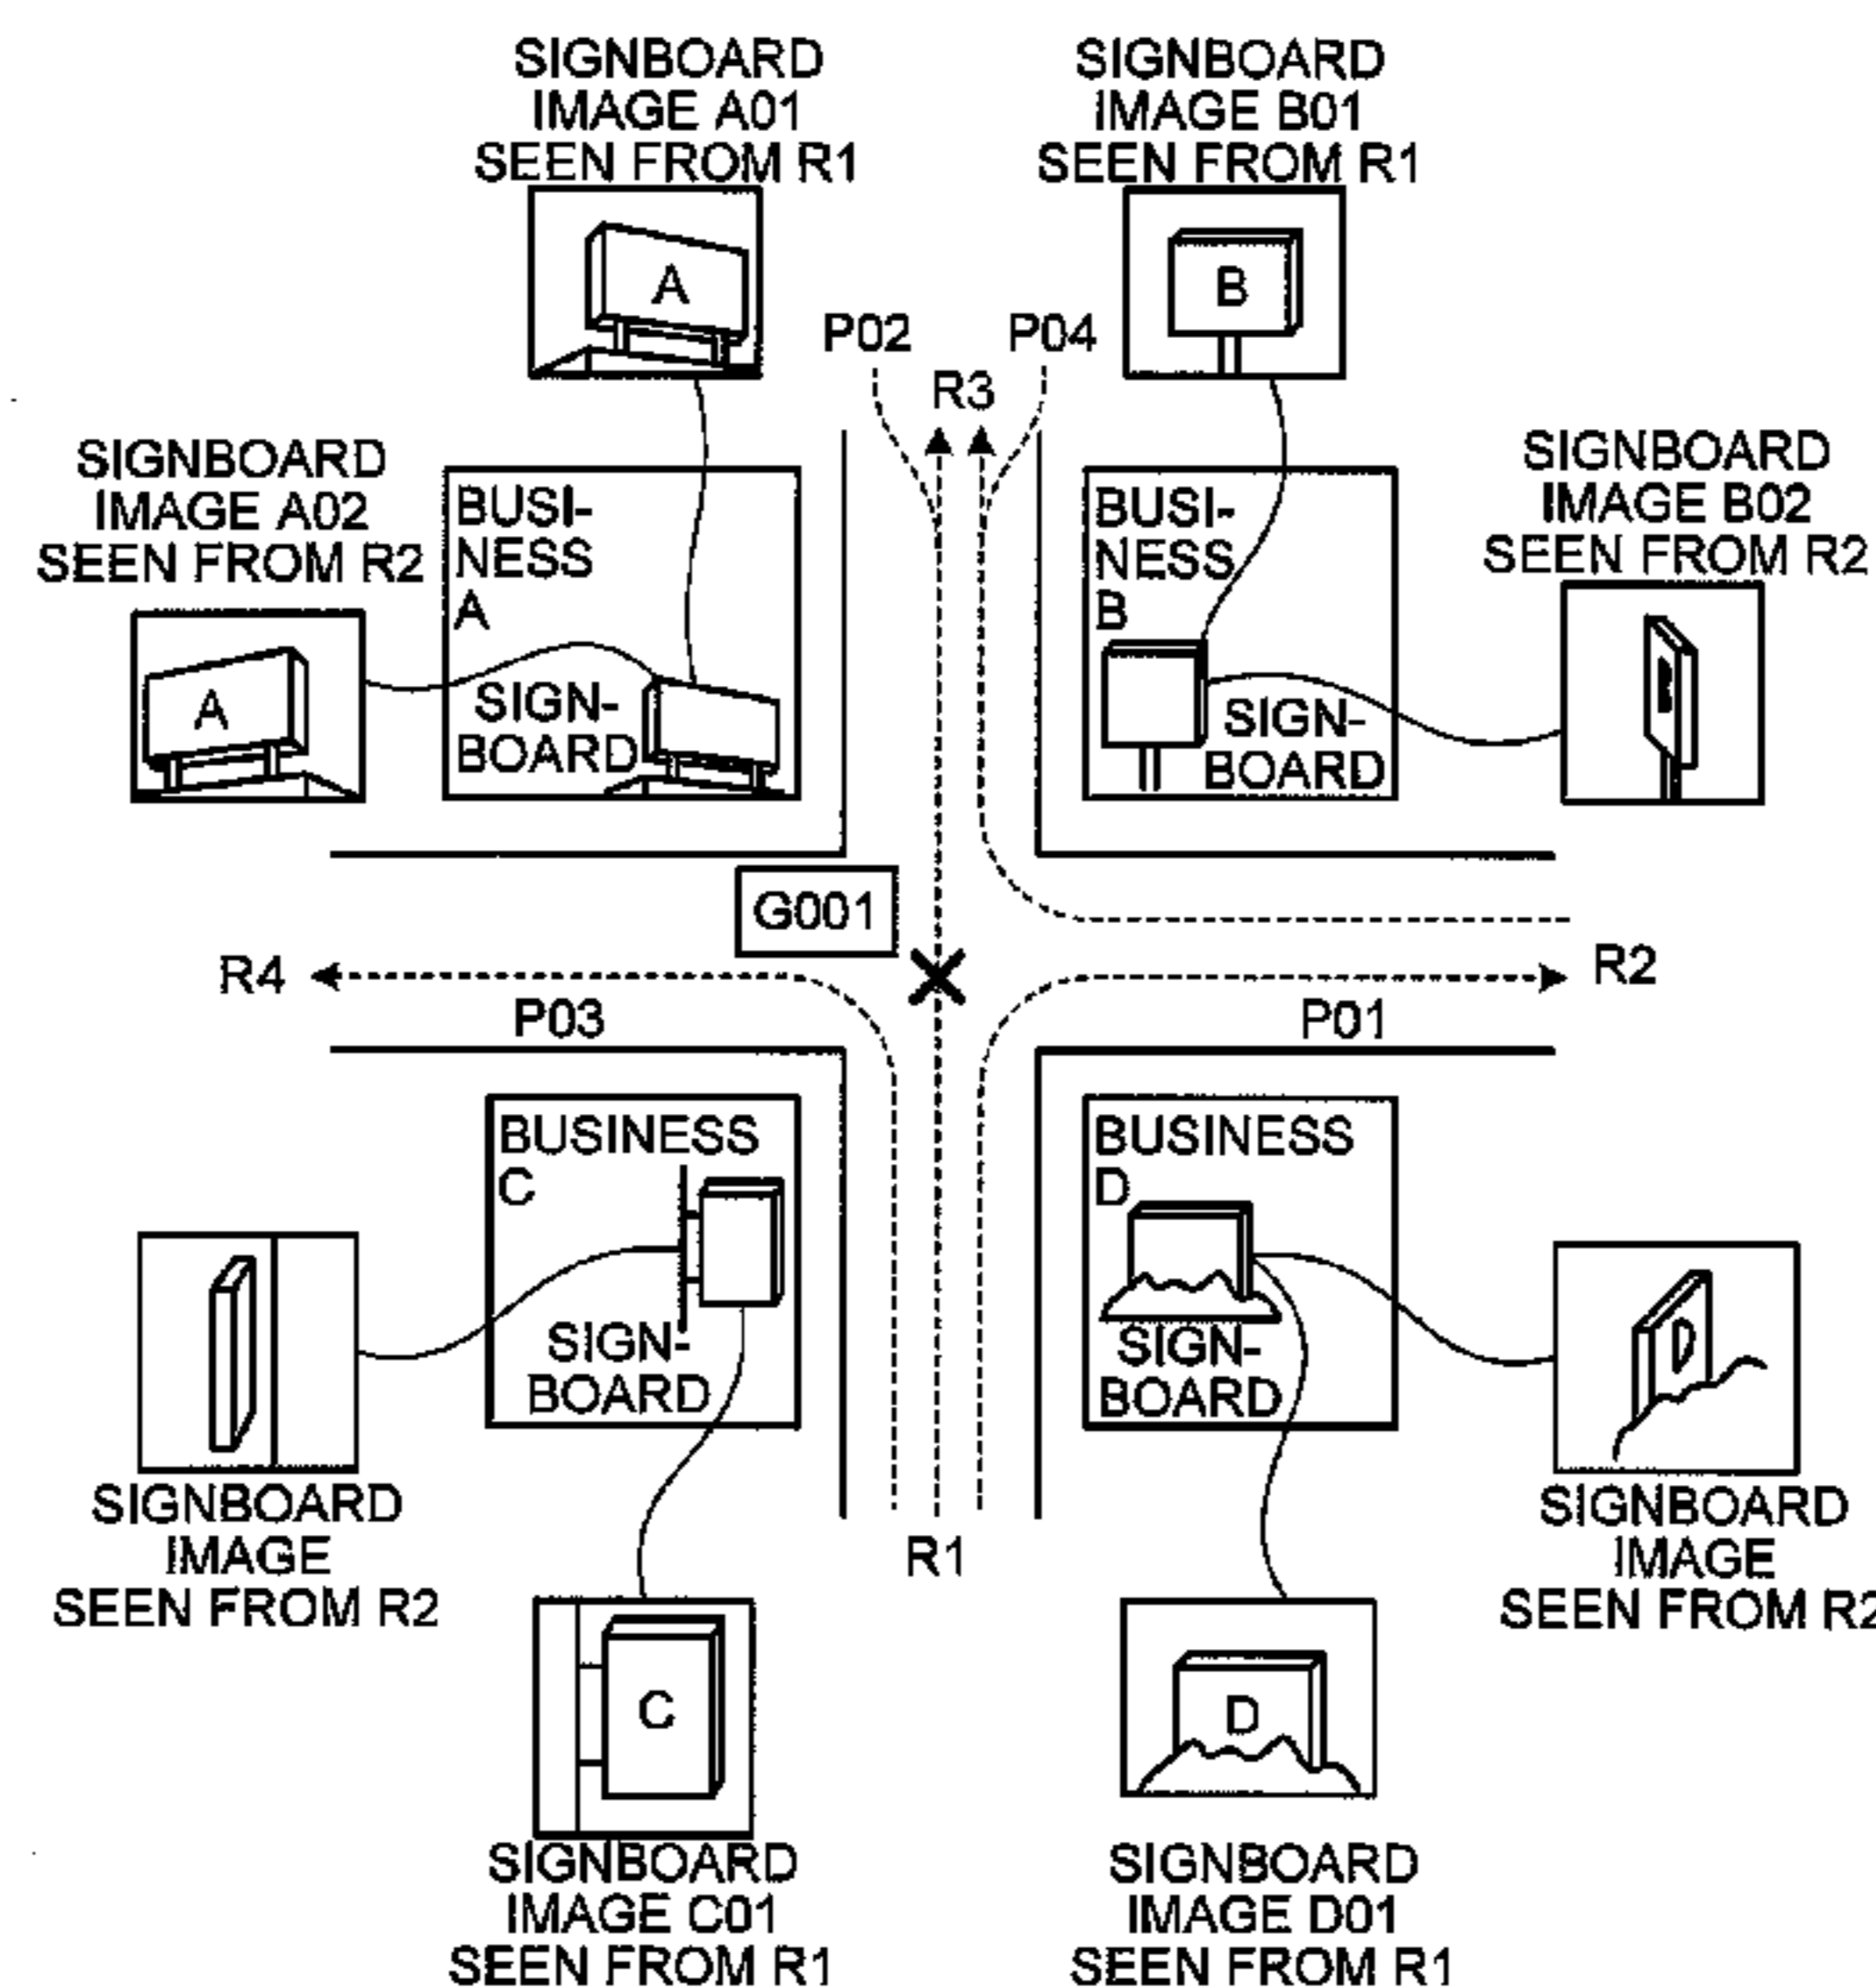 SIGNBOARD
IMAGE A01
SEEN FROM R1
SIGNBOARD
IMAGE B01
SEEN FROM R1
A
B
P02
P04
R3
SIGNBOARD
IMAGE A02
SEEN FROM R2
BUSI-
NESS
A
BUSI-
NESS
B
SIGNBOARD
IMAGE B02
SEEN FROM R2
A
SIGN-
BOARD
SIGN-
BOARD
G001
R4
R2
P03
P01
BUSINESS
C
BUSINESS
D
SIGN-
BOARD
SIGN-
BOARD
D
SIGNBOARD
IMAGE
SEEN FROM R2
R1
SIGNBOARD
IMAGE
SEEN FROM R2
C
D
SIGNBOARD
IMAGE C01
SEEN FROM R1
SIGNBOARD
IMAGE D01
SEEN FROM R1